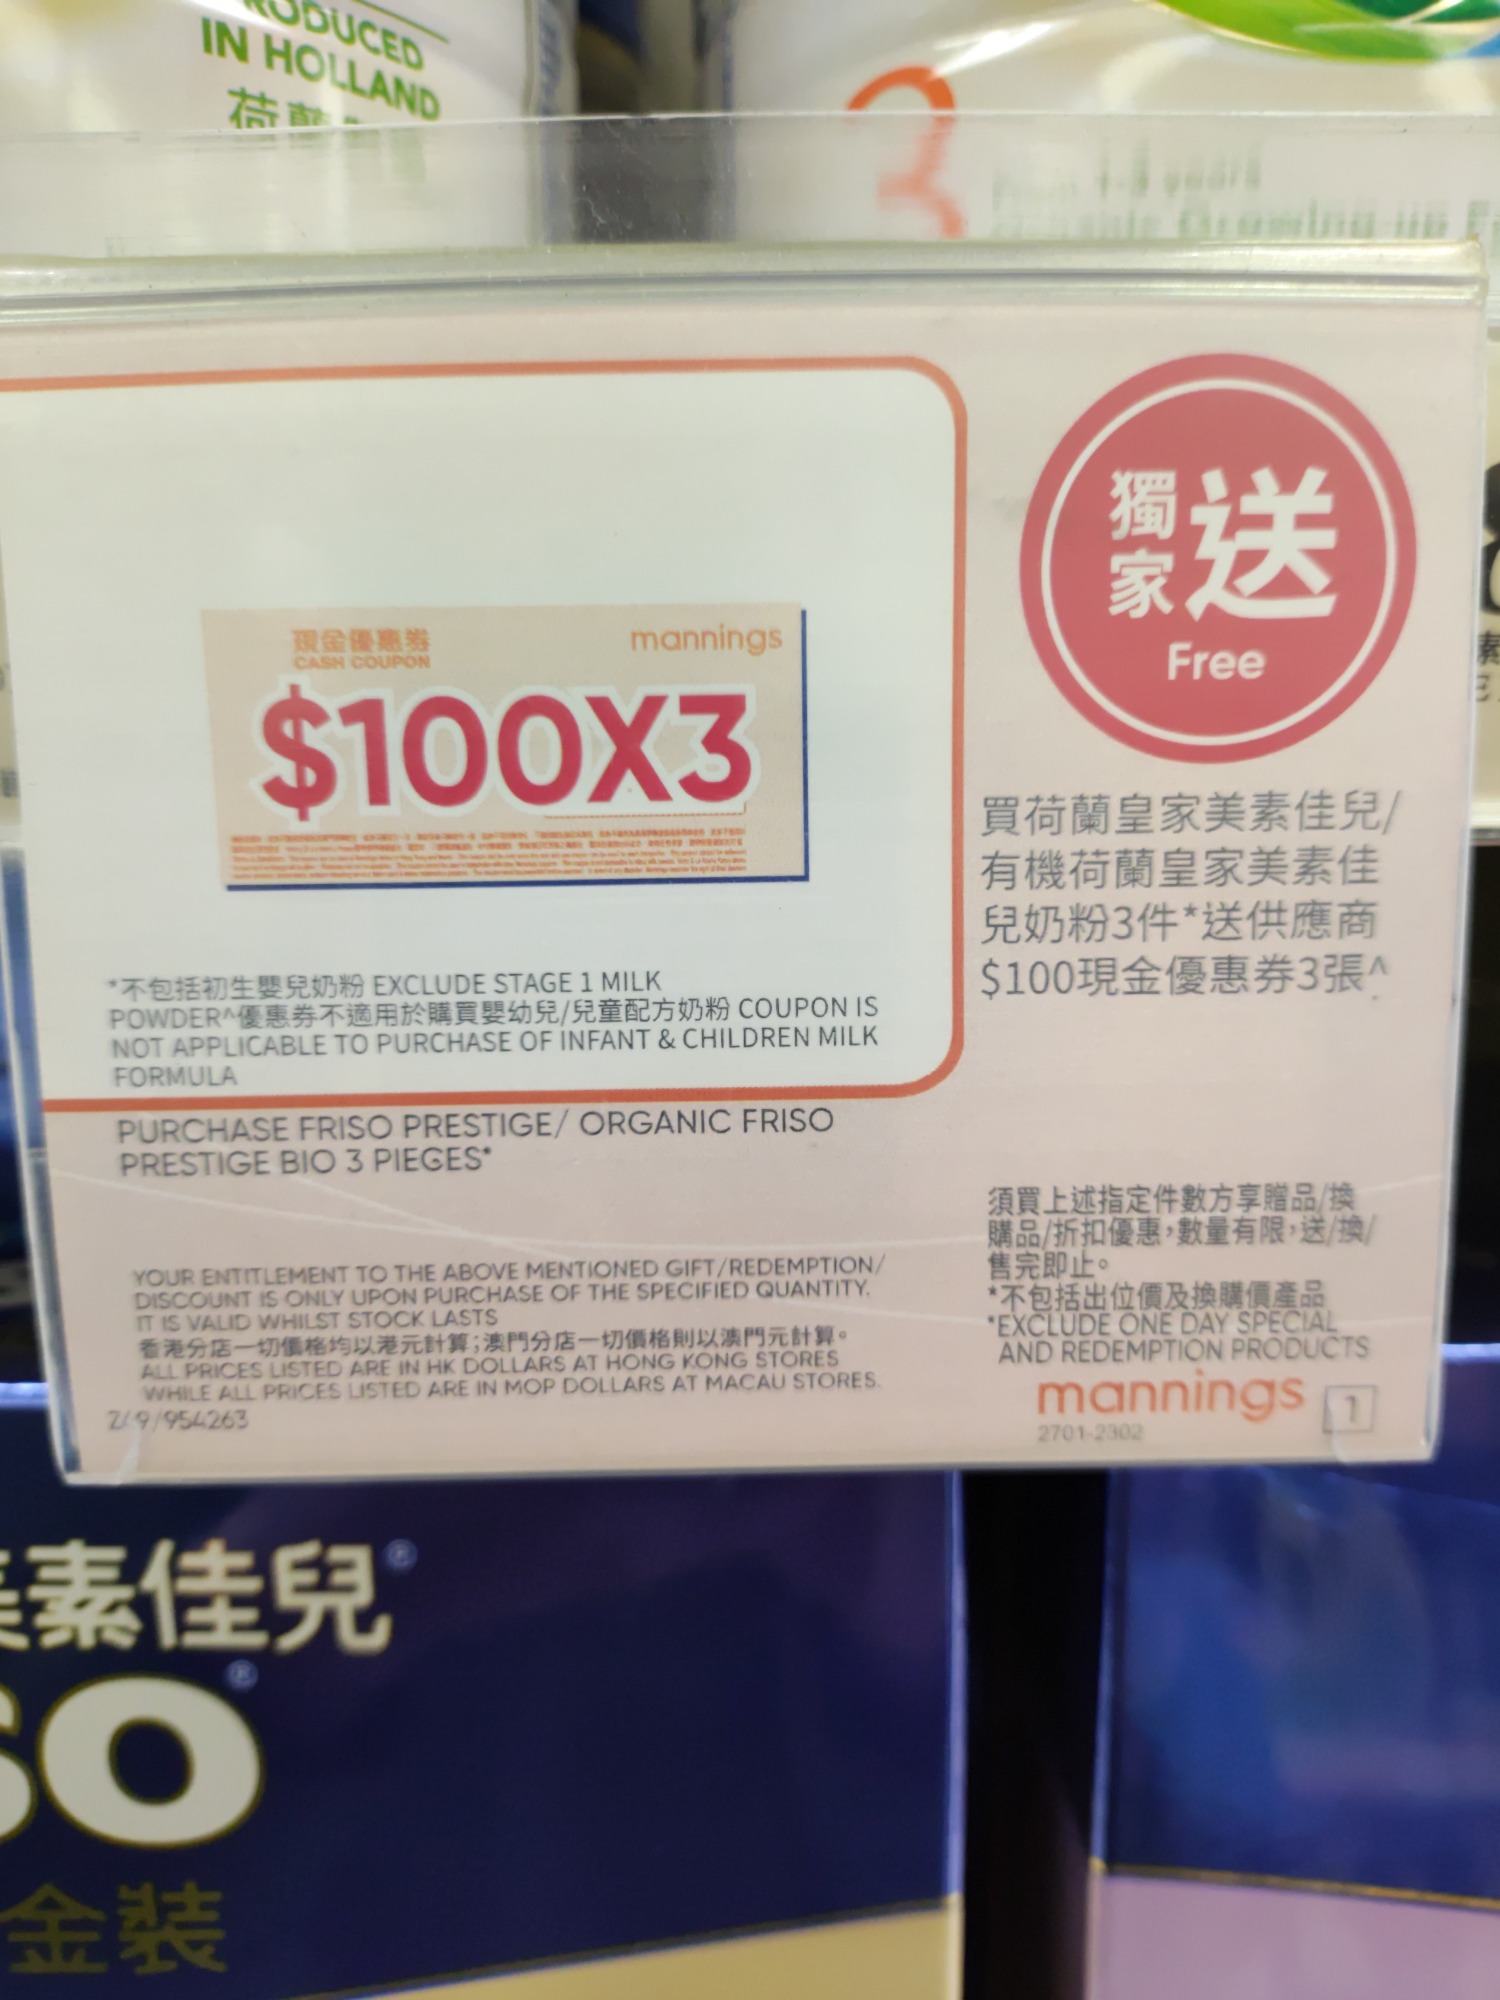 RODUCED
IN HOLLAND
荷蘭
3
獨家送
Free
現金優惠券
CASH COUPON
mannings
$100X3
買荷蘭皇家美素佳兒/
有機荷蘭皇家美素佳
兒奶粉3件*送供應商
$100現金優惠券3張^
*不包括初生嬰兒奶粉 EXCLUDE STAGE 1 MILK
POWDER^優惠券不適用於購買嬰幼兒/兒童配方奶粉 COUPON IS
NOT APPLICABLE TO PURCHASE OF INFANT & CHILDREN MILK
FORMULA
PURCHASE FRISO PRESTIGE/ ORGANIC FRISO
PRESTIGE BIO 3 PIEGES*
須買上述指定件數方享贈品/換
購品/折扣優惠,數量有限,送/換/
售完即止。
*不包括出位價及換購價產品
*EXCLUDE ONE DAY SPECIAL
AND REDEMPTION PRODUCTS
YOUR ENTITLEMENT TO THE ABOVE MENTIONED GIFT/REDEMPTION/
DISCOUNT IS ONLY UPON PURCHASE OF THE SPECIFIED QUANTITY.
IT IS VALID WHILST STOCK LASTS
香港分店一切價格均以港元計算;澳門分店一切價格則以澳門元計算。
ALL PRICES LISTED ARE IN HK DOLLARS AT HONG KONG STORES
WHILE ALL PRICES LISTED ARE IN MOP DOLLARS AT MACAU STORES.
mannings 1
2701-2302
素佳兒®
SO®
金裝